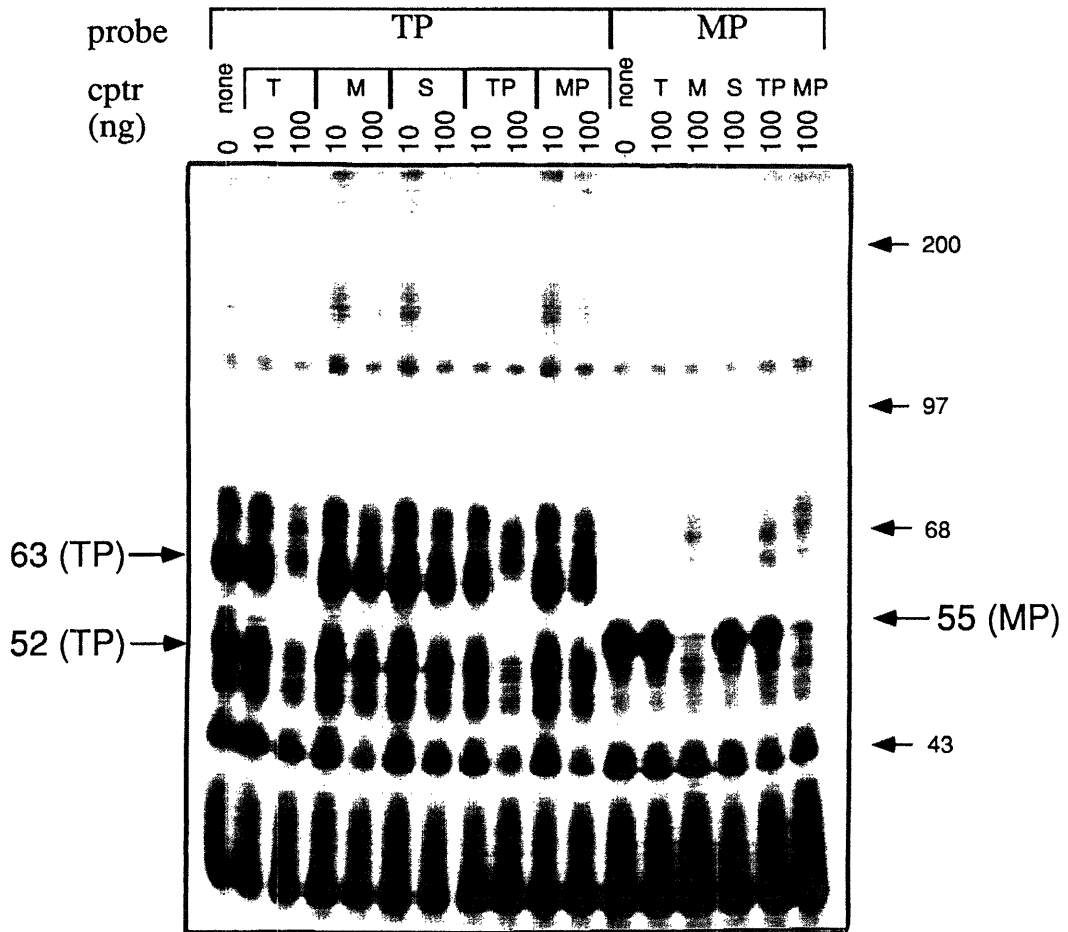 probe TP MP
cptr (ng) none T M S TP MP none T M S TP MP
0 10 100 10 100 10 100 10 100 10 100 0 100 100 100 100 100
200
97
63 (TP) 68
52 (TP) 55 (MP)
43